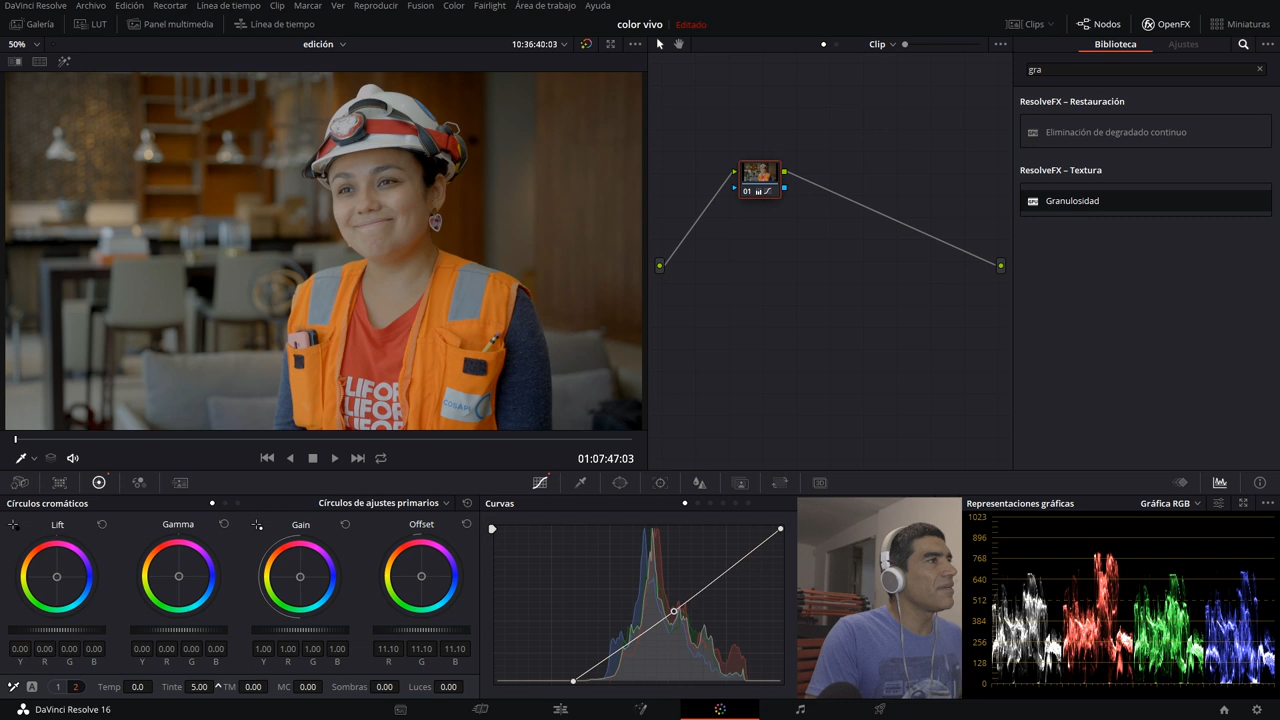 DaVinci Resolve Archivo Edición Recortar Línea de tiempo Clip Marcar Ver Reproducir Fusion Color Fairlight Área de trabajo Ayuda
Galería LUT Panel multimedia Línea de tiempo color vivo Editado Clips Nodos OpenFX Miniaturas
50% edición 10:36:40:03 Clip Biblioteca Ajustes
gra
ResolveFX – Restauración
Eliminación de degradado continuo
ResolveFX – Textura
Granulosidad
01
LIFOR
LIFOR
LIFOR
COSAPI
01:07:47:03
Círculos cromáticos Círculos de ajustes primarios Curvas Representaciones gráficas Gráfica RGB
Lift Gamma Gain Offset
1023
896
768
640
512
384
256
128
0
0.00 0.00 0.00 0.00 0.00 0.00 0.00 0.00 1.00 1.00 1.00 1.00 11.10 11.10 11.10
Y R G B Y R G B Y R G B R G B
A 1 2 Temp 0.0 Tinte 5.00 TM 0.00 MC 0.00 Sombras 0.00 Luces 0.00
DaVinci Resolve 16